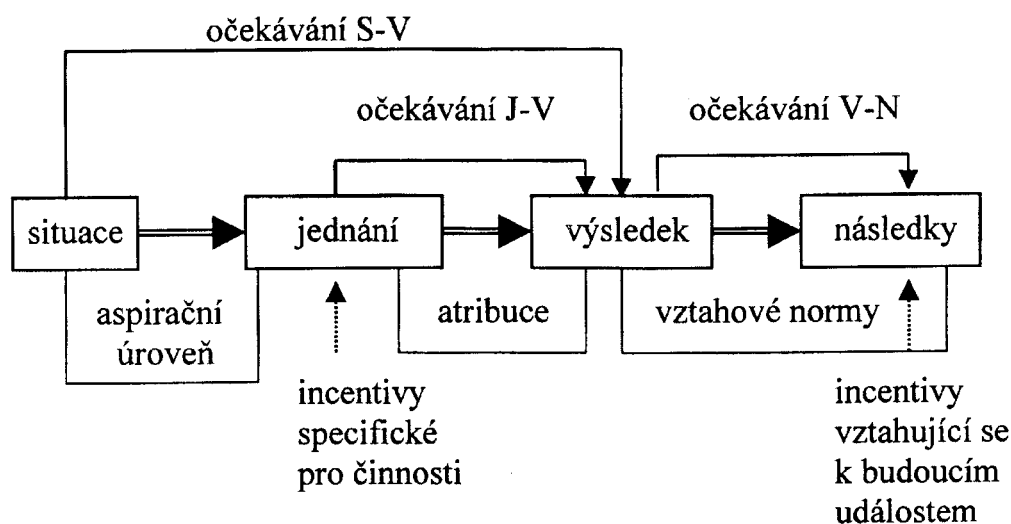 očekávání S-V
očekávání J-V
očekávání V-N
situace
jednání
výsledek
následky
aspirační
úroveň
atribuce
vztahové normy
incentivy
specifické
pro činnosti
incentivy
vztahující se
k budoucím
událostem